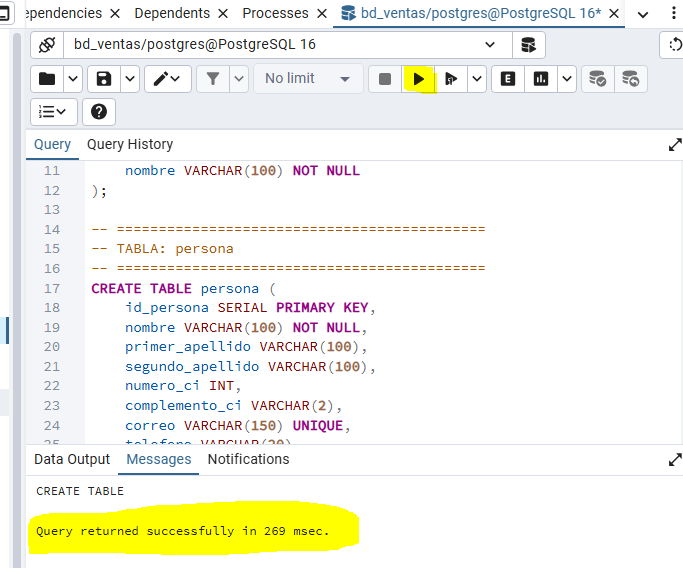 ependencies Dependents Processes bd_ventas/postgres@PostgreSQL 16*
bd_ventas/postgres@PostgreSQL 16
No limit
E
Query Query History
11 nombre VARCHAR(100) NOT NULL
12 );
13
14 -- ============================================
15 -- TABLA: persona
16 -- ============================================
17 CREATE TABLE persona (
18 id_persona SERIAL PRIMARY KEY,
19 nombre VARCHAR(100) NOT NULL,
20 primer_apellido VARCHAR(100),
21 segundo_apellido VARCHAR(100),
22 numero_ci INT,
23 complemento_ci VARCHAR(2),
24 correo VARCHAR(150) UNIQUE,
25 telefono VARCHAR(20)
Data Output Messages Notifications
CREATE TABLE
Query returned successfully in 269 msec.